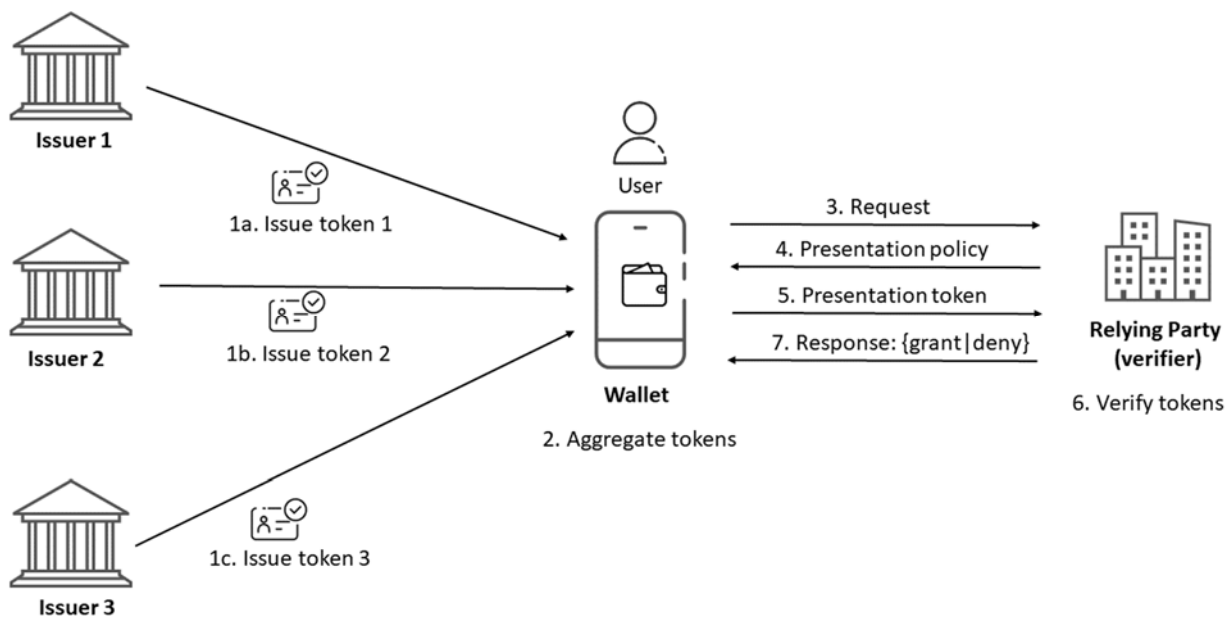 Issuer 1
1a. Issue token 1
Issuer 2
1b. Issue token 2
Issuer 3
1c. Issue token 3
User
Wallet
2. Aggregate tokens
3. Request
4. Presentation policy
5. Presentation token
7. Response: {grant|deny}
Relying Party
(verifier)
6. Verify tokens